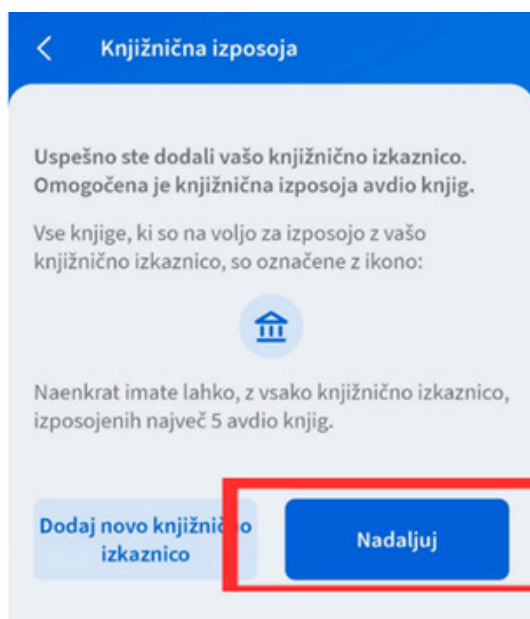 Knjižnična izposoja
Uspešno ste dodali vašo knjižnično izkaznico.
Omogočena je knjižnična izposoja avdio knjig.
Vse knjige, ki so na voljo za izposojo z vašo
knjižnično izkaznico, so označene z ikono:
Naenkrat imate lahko, z vsako knjižnično izkaznico,
izposojenih največ 5 avdio knjig.
Dodaj novo knjižnično
izkaznico
Nadaljuj